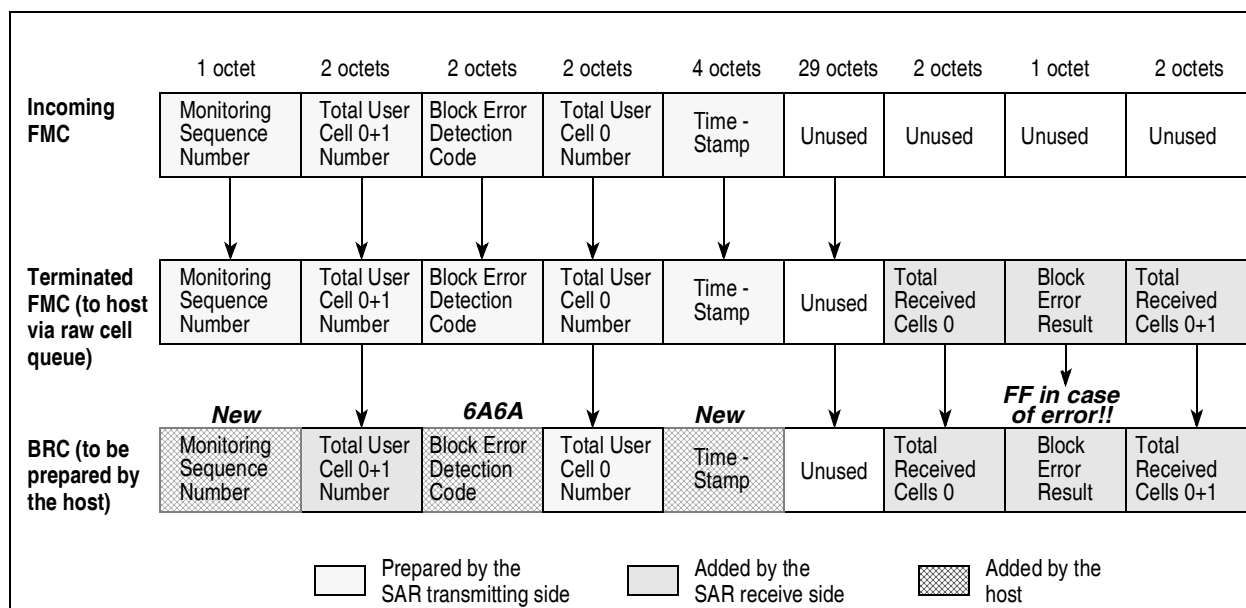 1 octet 2 octets 2 octets 2 octets 4 octets 29 octets 2 octets 1 octet 2 octets
Incoming
FMC
Monitoring
Sequence
Number
Total User
Cell 0+1
Number
Block Error
Detection
Code
Total User
Cell 0
Number
Time -
Stamp
Unused
Unused
Unused
Unused
Terminated
FMC (to host
via raw cell
queue)
Monitoring
Sequence
Number
Total User
Cell 0+1
Number
Block Error
Detection
Code
Total User
Cell 0
Number
Time -
Stamp
Unused
Total
Received
Cells 0
Block
Error
Result
Total
Received
Cells 0+1
New
6A6A
New
FF in case
of error!!
BRC (to be
prepared by
the host)
Monitoring
Sequence
Number
Total User
Cell 0+1
Number
Block Error
Detection
Code
Total User
Cell 0
Number
Time -
Stamp
Unused
Total
Received
Cells 0
Block
Error
Result
Total
Received
Cells 0+1
Prepared by the
SAR transmitting side
Added by the
SAR receive side
Added by the
host